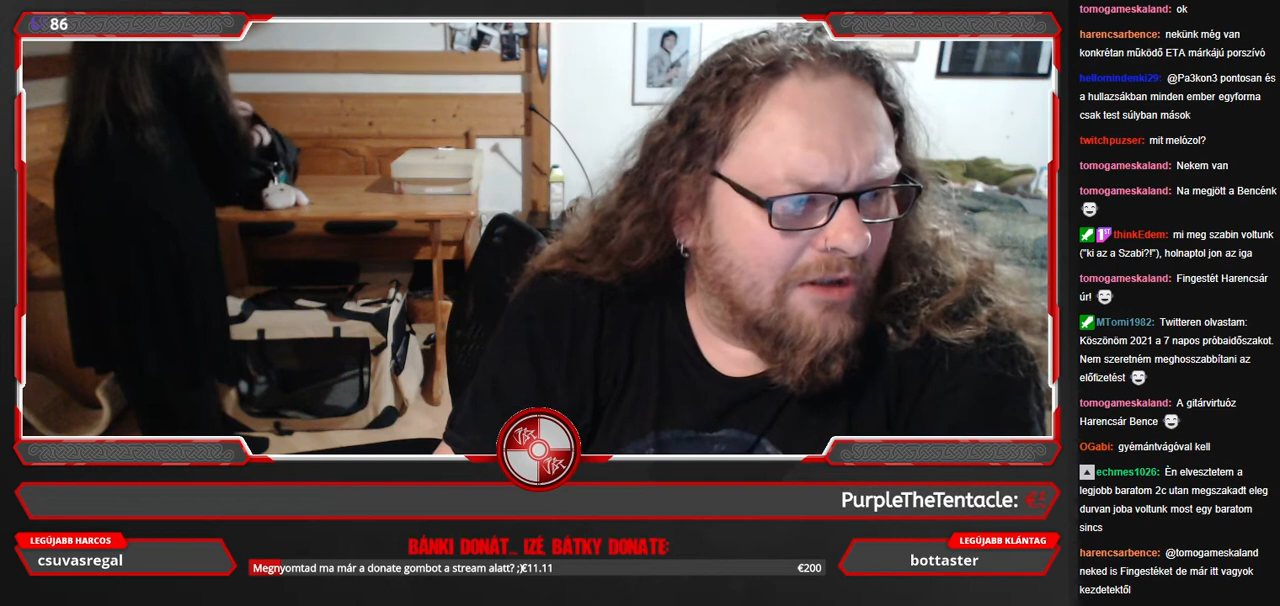 86
PurpleTheTentacle:
LEGÚJABB HARCOS
csuvasregal
BÁNKI DONÁT... IZÉ, BÁTKY DONATE:
Megnyomtad ma már a donate gombot a stream alatt? ;)€11.11
€200
LEGÚJABB KLÁNTAG
bottaster
tomogameskaland: ok
harencsarbence: nekünk még van
konkrétan működő ETA márkájú porszívó
hellomindenki29: @Pa3kon3 pontosan és
a hullazsákban minden ember egyforma
csak test súlyban mások
twitchpuzser: mit melózol?
tomogameskaland: Nekem van
tomogameskaland: Na megjött a Bencénk
1ST thinkEdem: mi meg szabin voltunk
("ki az a Szabi?!"), holnaptol jon az iga
tomogameskaland: Fingestét Harencsár
úr!
MTomi1982: Twitteren olvastam:
Köszönöm 2021 a 7 napos próbaidőszakot.
Nem szeretném meghosszabbítani az
előfizetést
tomogameskaland: A gitárvirtuóz
Harencsár Bence
OGabi: gyémántvágóval kell
echmes1026: Èn elvesztetem a
legjobb baratom 2c utan megszakadt eleg
durvan joba voltunk most egy baratom
sincs
harencsarbence: @tomogameskaland
neked is Fingestéket de már itt vagyok
kezdetektől